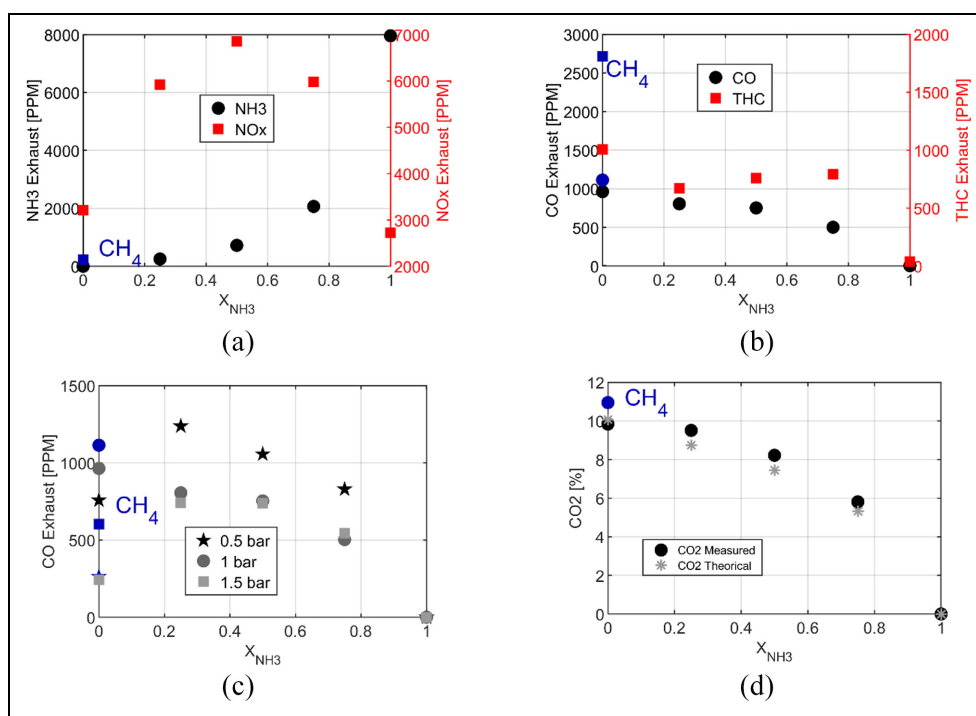 8000
6000
4000
2000
0
NH3 Exhaust [PPM]
NH3
NOx
CH4
7000
6000
5000
4000
3000
2000
NOx Exhaust [PPM]
0 0.2 0.4 0.6 0.8 1
XNH3
(a)
3000
2500
2000
1500
1000
500
0
CO Exhaust [PPM]
CH4
CO
THC
2000
1500
1000
500
0
THC Exhaust [PPM]
0 0.2 0.4 0.6 0.8 1
XNH3
(b)
1500
1000
500
0
CO Exhaust [PPM]
CH4
0.5 bar
1 bar
1.5 bar
0 0.2 0.4 0.6 0.8 1
XNH3
(c)
12
10
8
6
4
2
0
CO2 [%]
CH4
CO2 Measured
CO2 Theorical
0 0.2 0.4 0.6 0.8 1
XNH3
(d)